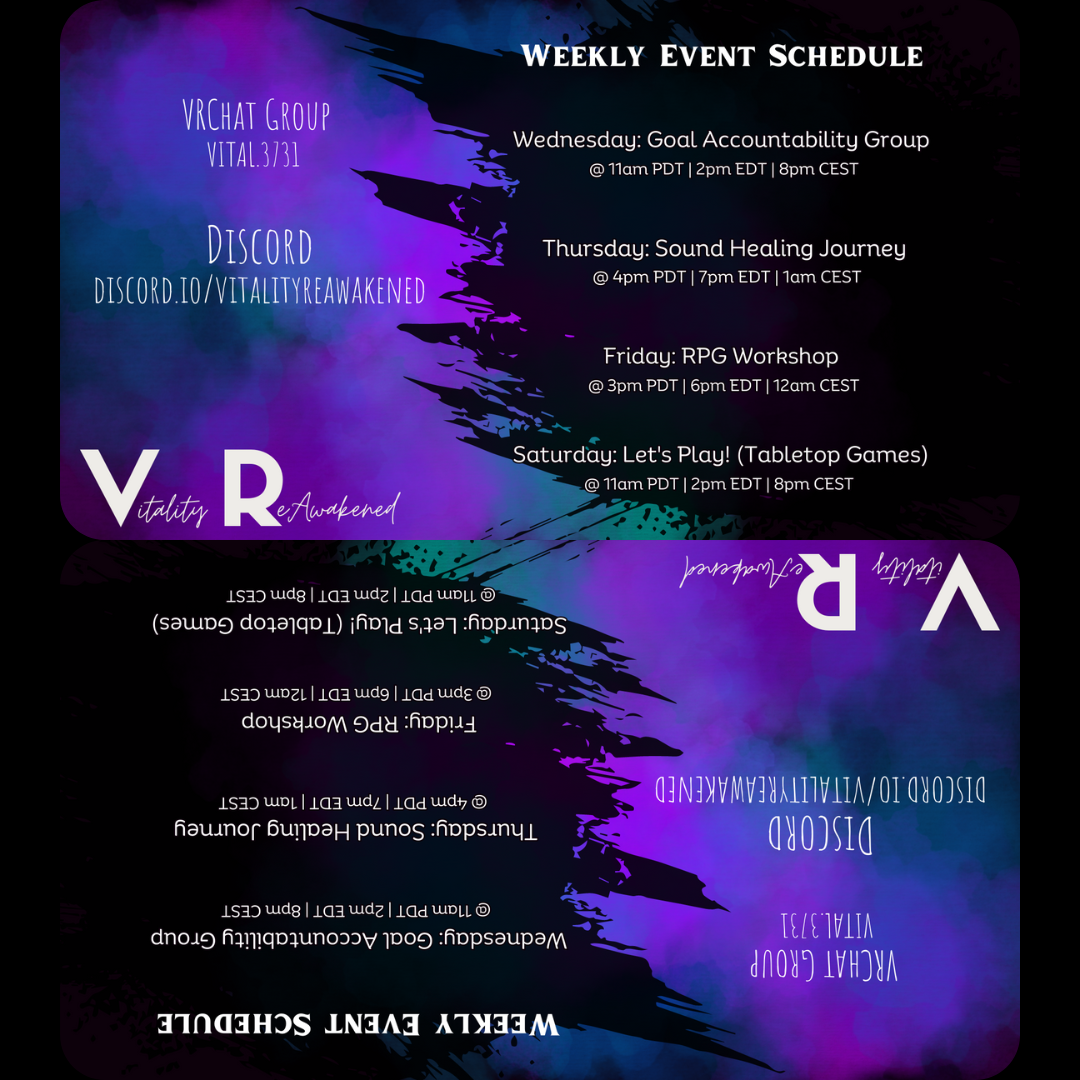 WEEKLY EVENT SCHEDULE
VRCHAT GROUP
VITAL.3731
Wednesday: Goal Accountability Group
@ 11am PDT | 2pm EDT | 8pm CEST
DISCORD
DISCORD.IO/VITALITYREAWAKENED
Thursday: Sound Healing Journey
@ 4pm PDT | 7pm EDT | 1am CEST
Friday: RPG Workshop
@ 3pm PDT | 6pm EDT | 12am CEST
Saturday: Let's Play! (Tabletop Games)
@ 11am PDT | 2pm EDT | 8pm CEST
Vitality ReAwakened
WEEKLY EVENT SCHEDULE
VRCHAT GROUP
VITAL.3731
Wednesday: Goal Accountability Group
@ 11am PDT | 2pm EDT | 8pm CEST
DISCORD
DISCORD.IO/VITALITYREAWAKENED
Thursday: Sound Healing Journey
@ 4pm PDT | 7pm EDT | 1am CEST
Friday: RPG Workshop
@ 3pm PDT | 6pm EDT | 12am CEST
Saturday: Let's Play! (Tabletop Games)
@ 11am PDT | 2pm EDT | 8pm CEST
Vitality ReAwakened